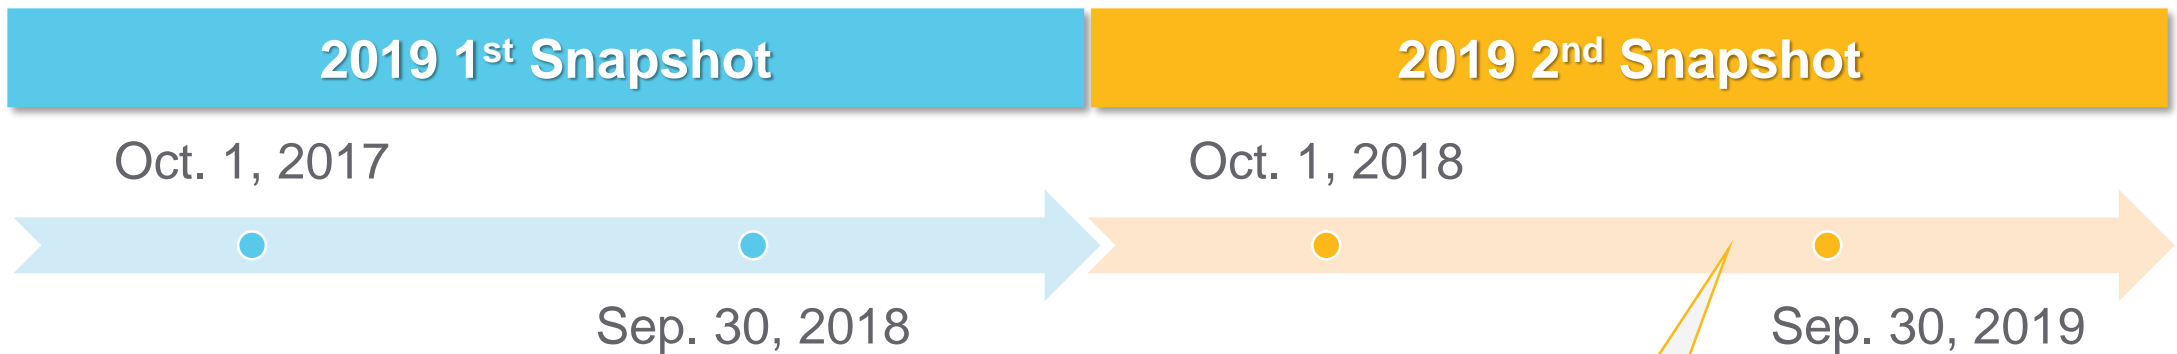 2019 1st Snapshot
2019 2nd Snapshot
Oct. 1, 2017
Oct. 1, 2018
Sep. 30, 2018
Sep. 30, 2019